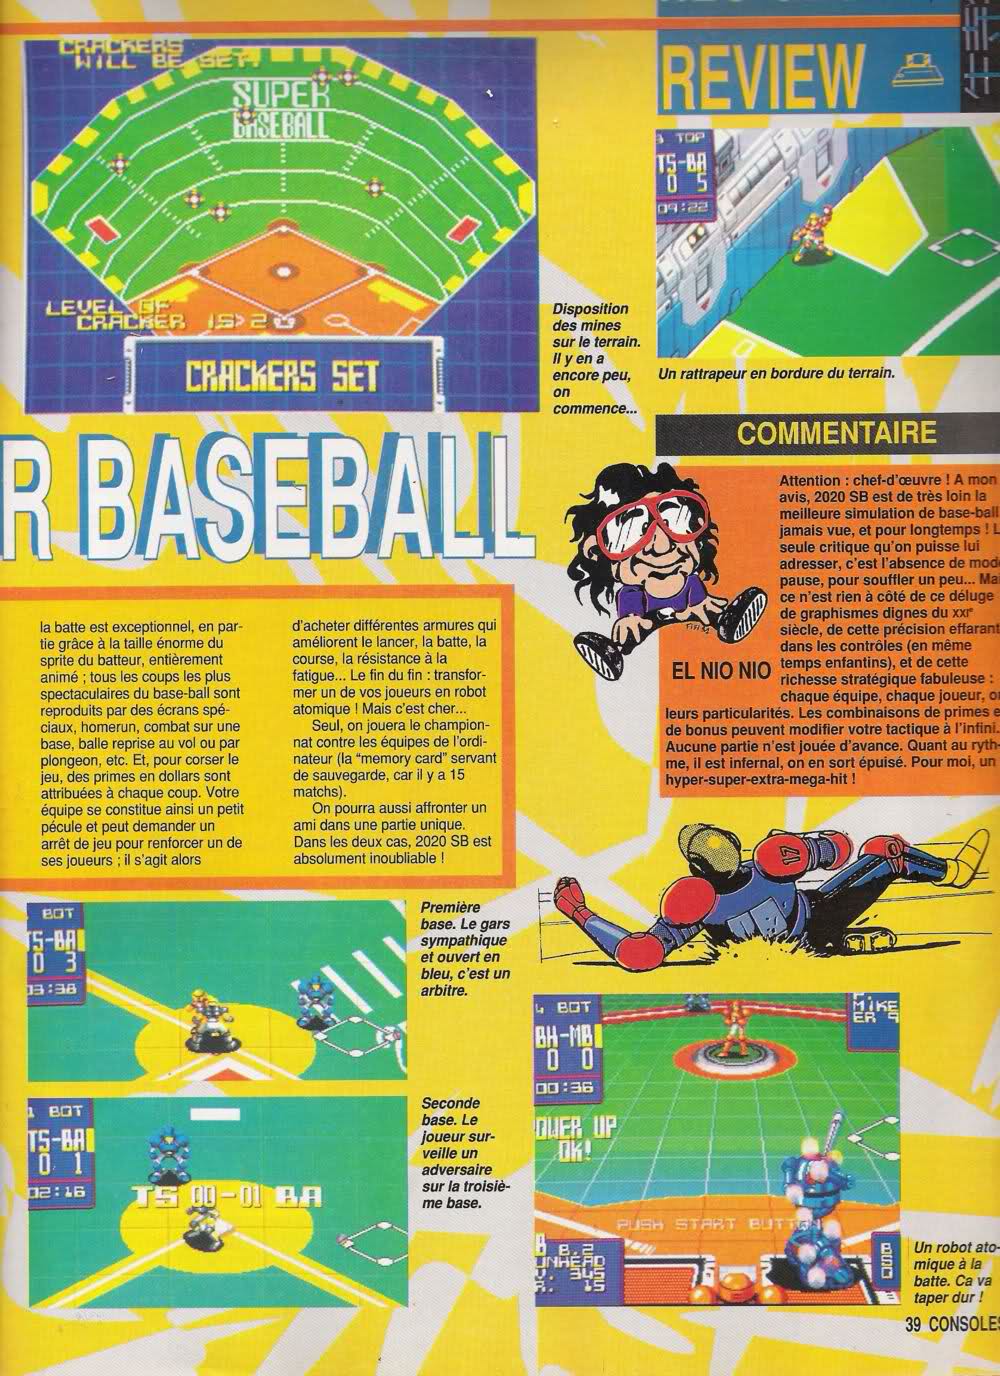 REVIEW
CRACKERS
WILL BE SET!
SUPER
BASEBALL
LEVEL OF
CRACKER IS> 2
CRACKERS SET
Disposition
des mines
sur le terrain.
Il y en a
encore peu,
on
commence...
TOP
TS-BA
0 5
09:22
Un rattrapeur en bordure du terrain.
R BASEBALL
la batte est exceptionnel, en par-
tie grâce à la taille énorme du
sprite du batteur, entièrement
animé ; tous les coups les plus
spectaculaires du base-ball sont
reproduits par des écrans spé-
ciaux, homerun, combat sur une
base, balle reprise au vol ou par
plongeon, etc. Et, pour corser le
jeu, des primes en dollars sont
attribuées à chaque coup. Votre
équipe se constitue ainsi un petit
pécule et peut demander un
arrêt de jeu pour renforcer un de
ses joueurs ; il s'agit alors
d'acheter différentes armures qui
améliorent le lancer, la batte, la
course, la résistance à la
fatigue... Le fin du fin : transfor-
mer un de vos joueurs en robot
atomique ! Mais c'est cher...
Seul, on jouera le champion-
nat contre les équipes de l'ordi-
nateur (la "memory card" servant
de sauvegarde, car il y a 15
matchs).
On pourra aussi affronter un
ami dans une partie unique.
Dans les deux cas, 2020 SB est
absolument inoubliable !
COMMENTAIRE
Attention : chef-d'œuvre ! A mon
avis, 2020 SB est de très loin la
meilleure simulation de base-ball
jamais vue, et pour longtemps ! L
seule critique qu'on puisse lui
adresser, c'est l'absence de mode
pause, pour souffler un peu... Mai
ce n'est rien à côté de ce déluge
de graphismes dignes du XXIe
siècle, de cette précision effarant
dans les contrôles (en même
temps enfantins), et de cette
richesse stratégique fabuleuse :
chaque équipe, chaque joueur, o
leurs particularités. Les combinaisons de primes e
de bonus peuvent modifier votre tactique à l'infini.
Aucune partie n'est jouée d'avance. Quant au ryth-
me, il est infernal, on en sort épuisé. Pour moi, un
hyper-super-extra-mega-hit !
EL NIO NIO
17
BOT
TS-BA
0 3
03:38
Première
base. Le gars
sympathique
et ouvert en
bleu, c'est un
arbitre.
1 BOT
TS-BA
0 1
02:16
TS 00-01 BA
Seconde
base. Le
joueur sur-
veille un
adversaire
sur la troisiè-
me base.
4 BOT
BH-MB
0 0
00:36
P.
MIKE
ER 9
OWER UP
OK!
PUSH START BUTTON
B B.2
UNHEAD
V. 345
R. 15
BSO
Un robot ato-
mique à la
batte. Ca va
taper dur !
39 CONSOLES